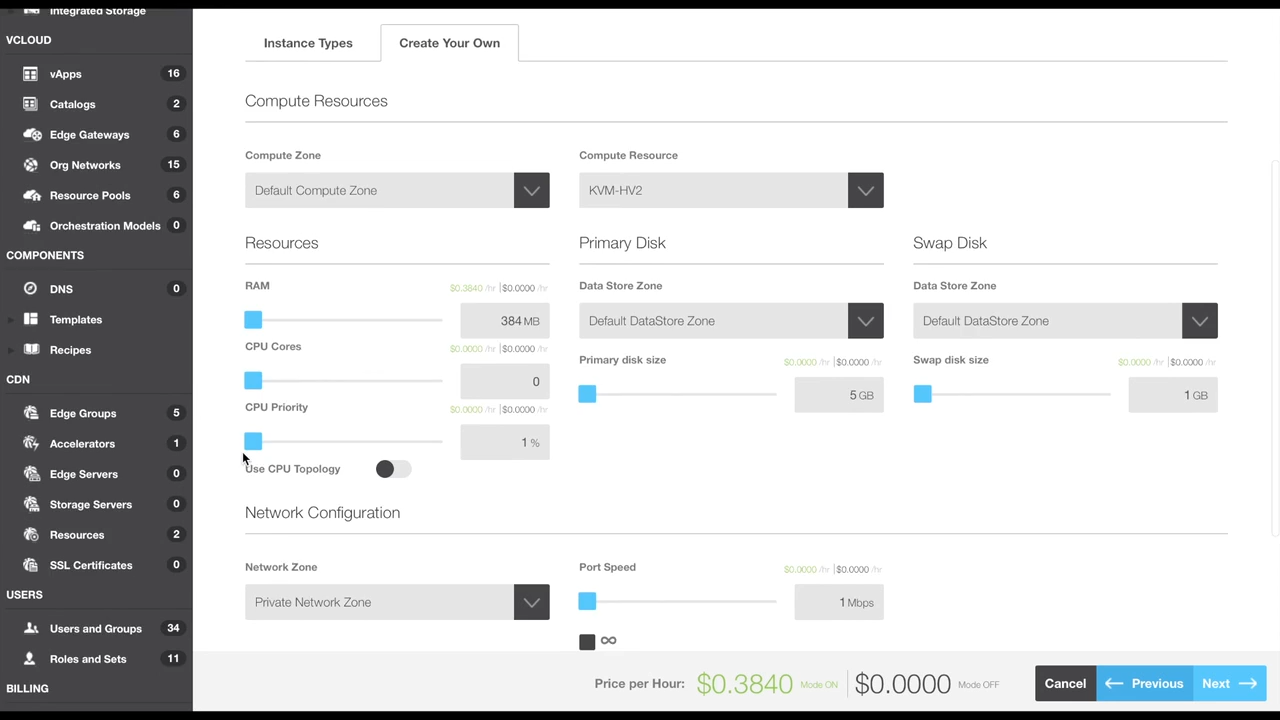 Integrated Storage
VCLOUD
vApps 16
Catalogs 2
Edge Gateways 6
Org Networks 15
Resource Pools 6
Orchestration Models 0
COMPONENTS
DNS 0
Templates
Recipes
CDN
Edge Groups 5
Accelerators 1
Edge Servers 0
Storage Servers 0
Resources 2
SSL Certificates 0
USERS
Users and Groups 34
Roles and Sets 11
BILLING
Instance Types Create Your Own
Compute Resources
Compute Zone Compute Resource
Default Compute Zone KVM-HV2
Resources Primary Disk Swap Disk
RAM $0.3840 /hr | $0.0000 /hr Data Store Zone Data Store Zone
384 MB Default DataStore Zone Default DataStore Zone
CPU Cores $0.0000 /hr | $0.0000 /hr Primary disk size $0.0000 /hr | $0.0000 /hr Swap disk size $0.0000 /hr | $0.0000 /hr
0 5 GB 1 GB
CPU Priority $0.0000 /hr | $0.0000 /hr
1 %
Use CPU Topology
Network Configuration
Network Zone Port Speed $0.0000 /hr | $0.0000 /hr
Private Network Zone 1 Mbps
∞
Price per Hour: $0.3840 Mode ON $0.0000 Mode OFF Cancel Previous Next